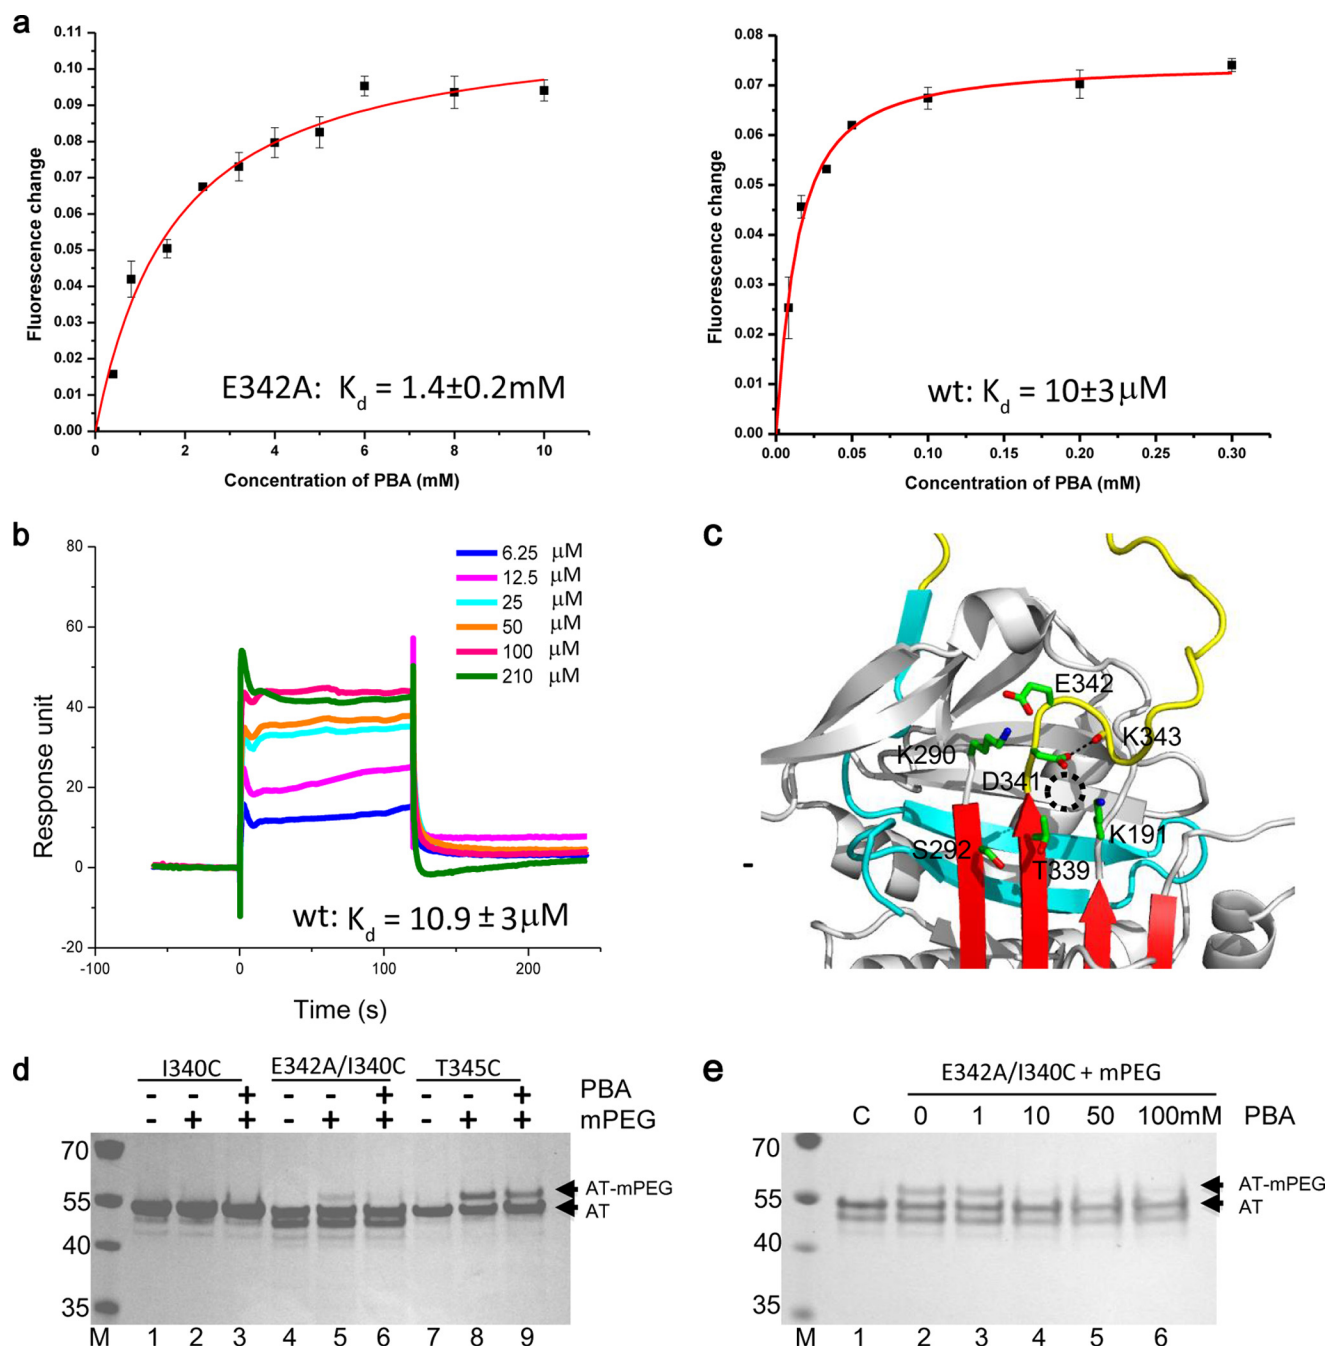 a
0.11
0.10
0.09
0.08
0.07
0.06
0.05
0.04
0.03
0.02
0.01
0.00
0 2 4 6 8 10
Fluorescence change
Concentration of PBA (mM)
E342A: Kd = 1.4±0.2mM
0.08
0.07
0.06
0.05
0.04
0.03
0.02
0.01
0.00
0.00 0.05 0.10 0.15 0.20 0.25 0.30
Fluorescence change
Concentration of PBA (mM)
wt: Kd = 10±3μM
b
80
60
40
20
0
-20
-100 0 100 200
Response unit
Time (s)
6.25 μM
12.5 μM
25 μM
50 μM
100 μM
210 μM
wt: Kd = 10.9 ± 3μM
c
E342
K290
K343
D341
K191
S292
T339
-
d
I340C E342A/I340C T345C
- - + - - + - - + PBA
- + + - + + - + + mPEG
70
55
40
35
AT-mPEG
AT
M 1 2 3 4 5 6 7 8 9
e
E342A/I340C + mPEG
C 0 1 10 50 100mM PBA
70
55
40
35
AT-mPEG
AT
M 1 2 3 4 5 6